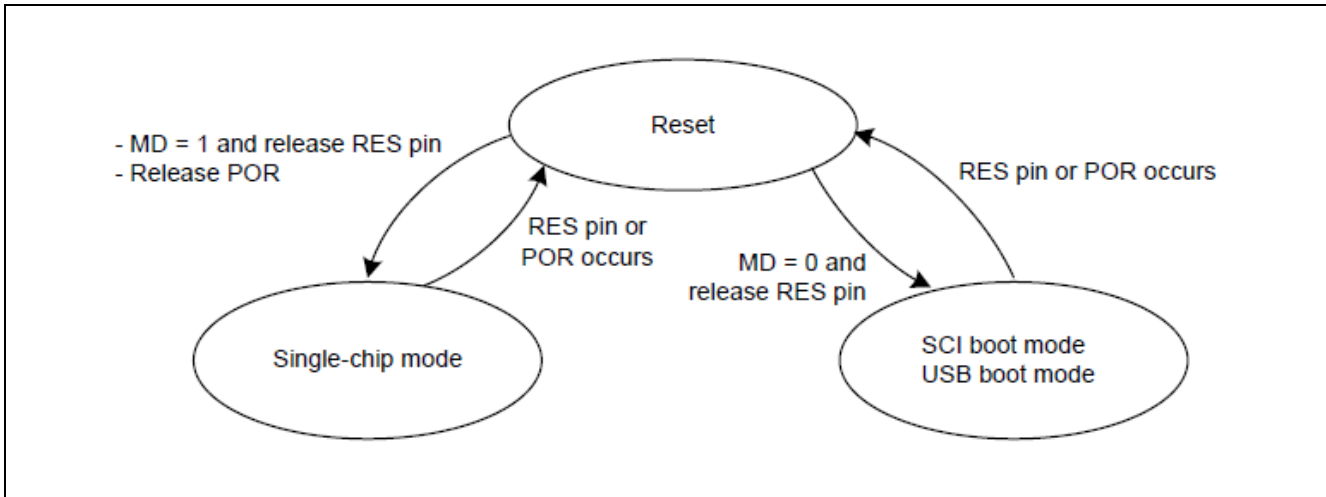 Reset
- MD = 1 and release RES pin
- Release POR
RES pin or POR occurs
RES pin or
POR occurs
MD = 0 and
release RES pin
Single-chip mode
SCI boot mode
USB boot mode